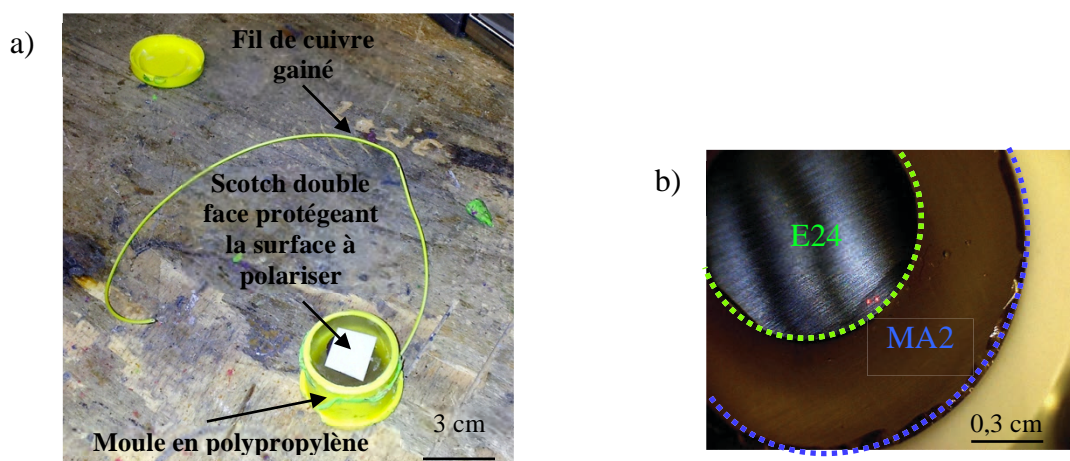 a)
Fil de cuivre
gainé
Scotch double
face protégeant
la surface à
polariser
Moule en polypropylène
3 cm
b)
E24
MA2
0,3 cm